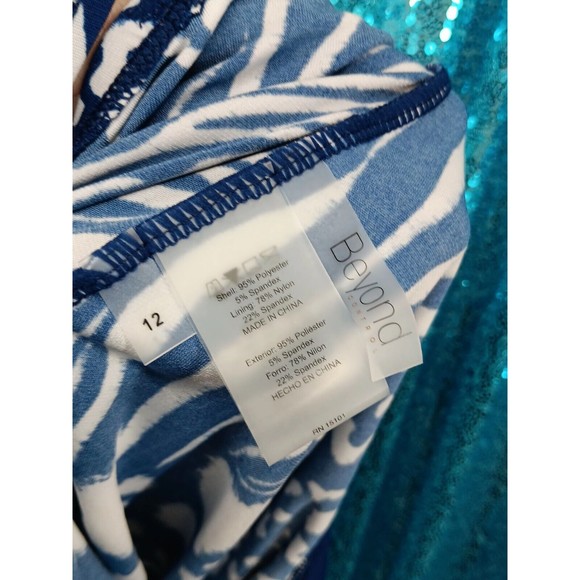 12
Shell: 95% Polyester
5% Spandex
Lining: 78% Nylon
22% Spandex
MADE IN CHINA
Exterior: 95% Poliéster
5% Spandex
Forro: 78% Nilon
22% Spandex
HECHO EN CHINA
RN 15101
Beyond